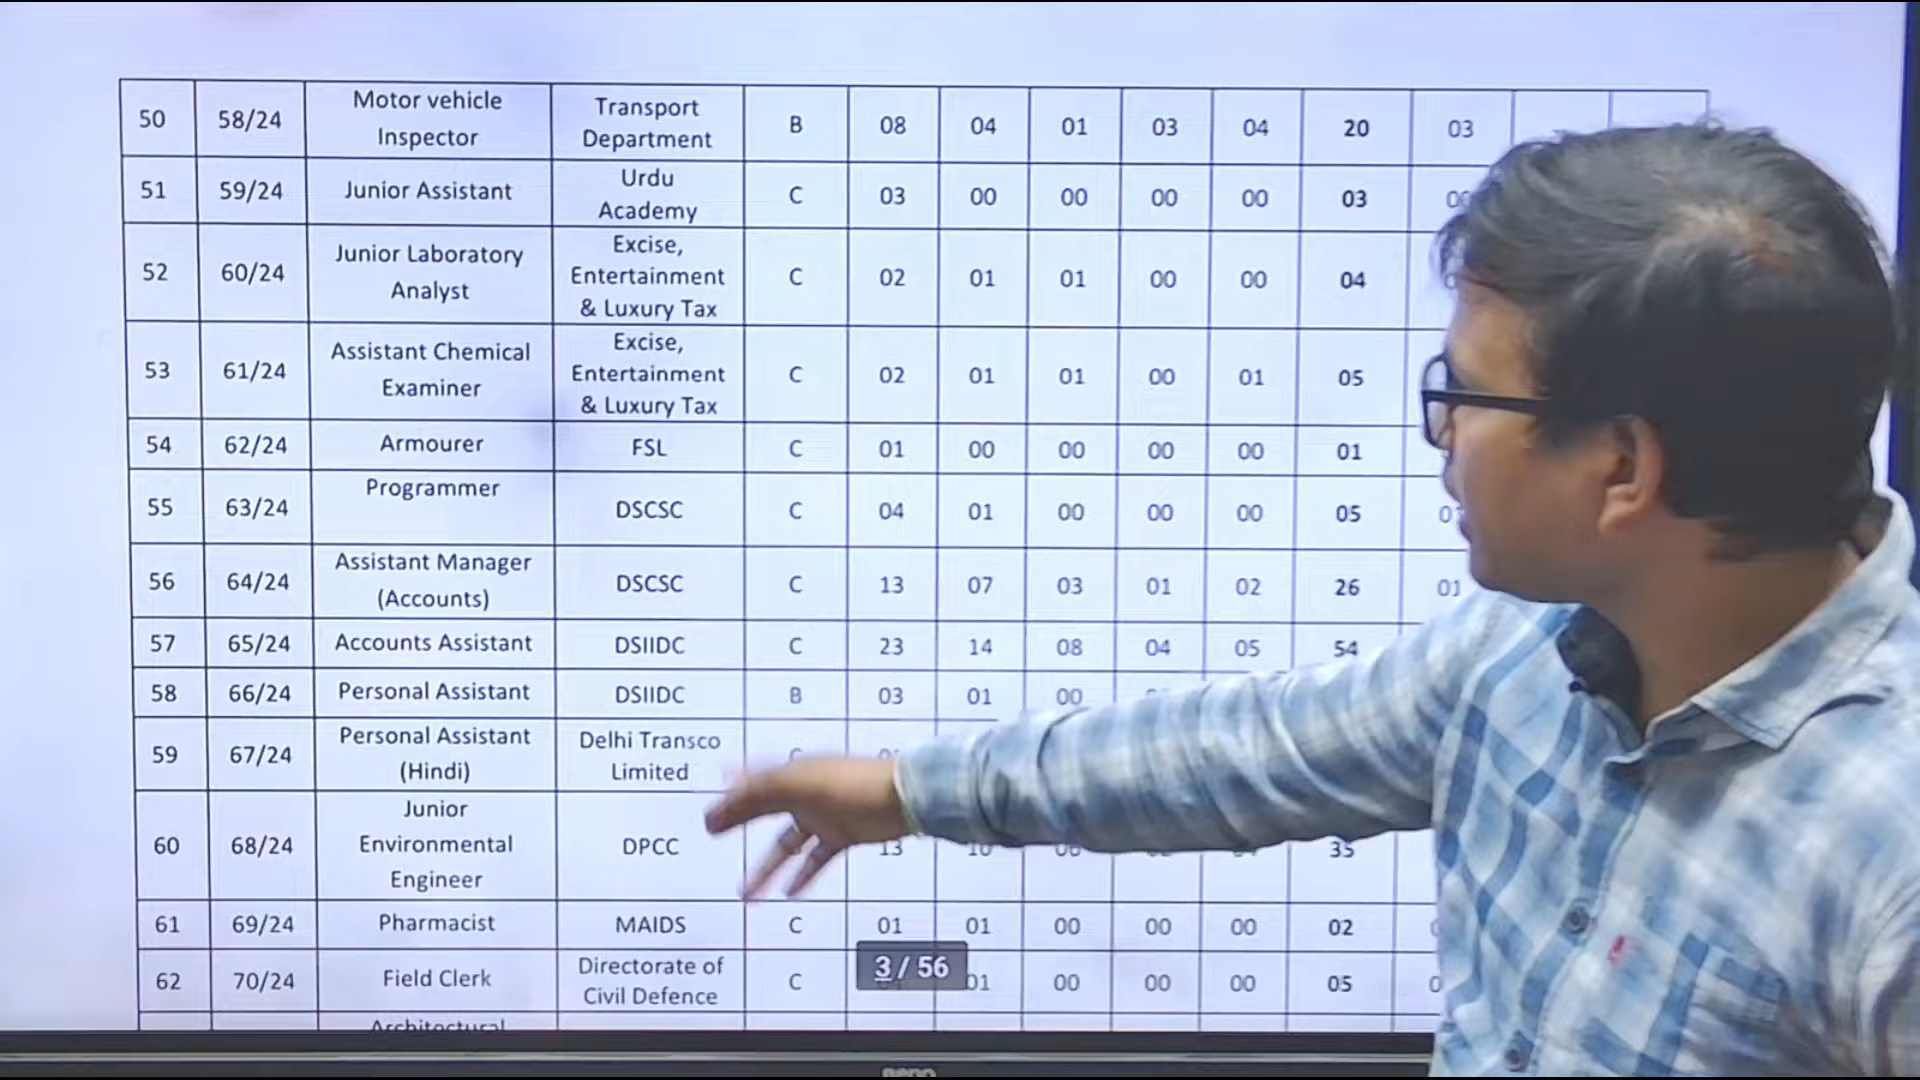 50 58/24 Motor vehicle Inspector Transport Department B 08 04 01 03 04 20 03
51 59/24 Junior Assistant Urdu Academy C 03 00 00 00 00 03
52 60/24 Junior Laboratory Analyst Excise, Entertainment & Luxury Tax C 02 01 01 00 00 04
53 61/24 Assistant Chemical Examiner Excise, Entertainment & Luxury Tax C 02 01 01 00 01 05
54 62/24 Armourer FSL C 01 00 00 00 00 01
55 63/24 Programmer DSCSC C 04 01 00 00 00 05
56 64/24 Assistant Manager (Accounts) DSCSC C 13 07 03 01 02 26 01
57 65/24 Accounts Assistant DSIIDC C 23 14 08 04 05 54
58 66/24 Personal Assistant DSIIDC B 03 01 00
59 67/24 Personal Assistant (Hindi) Delhi Transco Limited
60 68/24 Junior Environmental Engineer DPCC 13 35
61 69/24 Pharmacist MAIDS C 01 01 00 00 00 02
62 70/24 Field Clerk Directorate of Civil Defence C 01 00 00 00 05
3 / 56
Architectural
BenQ